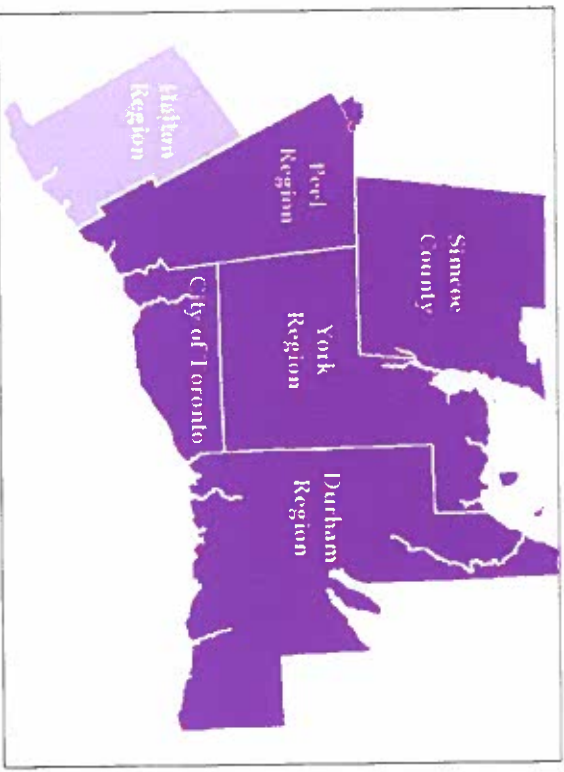 Simcoe
County
Peel
Region
Halton
Region
York
Region
Durham
Region
City of Toronto